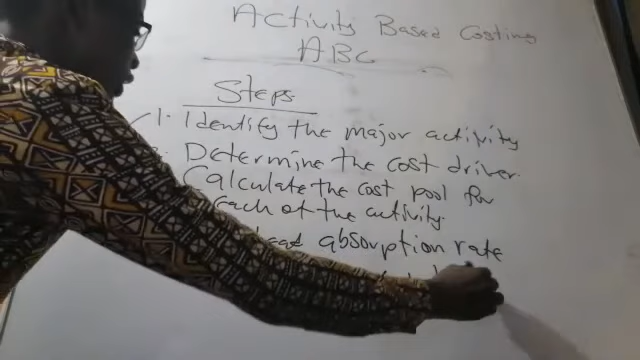 Activity Based Costing
ABC
Steps
1. Identify the major activity
Determine the cost driver.
Calculate the cost pool for
each of the activity.
absorption rate